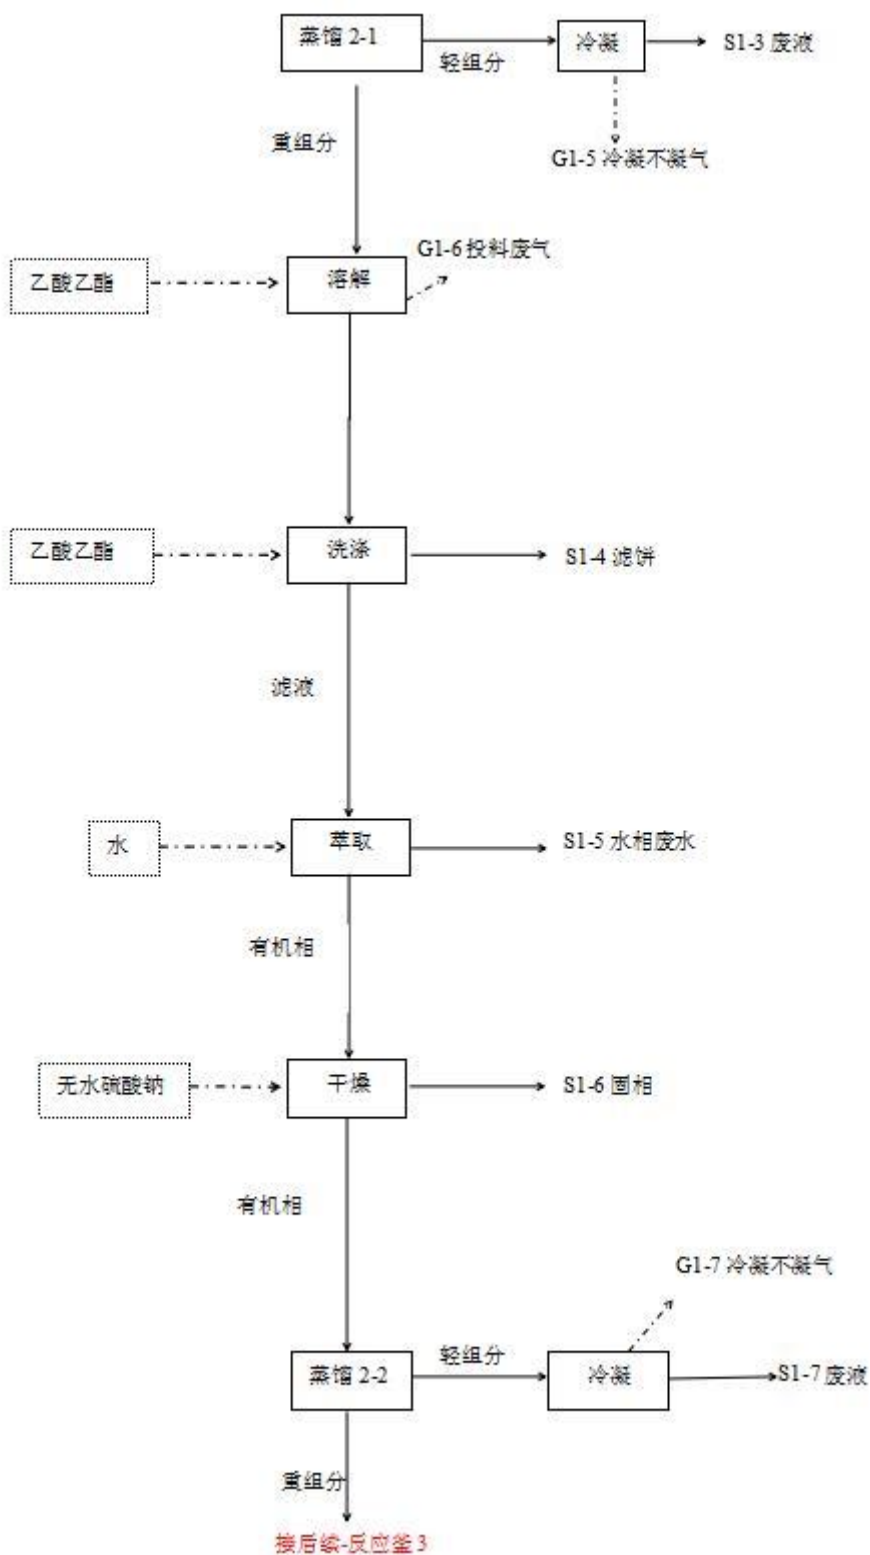 蒸馏 2-1
轻组分
冷凝
S1-3 废液
重组分
G1-5 冷凝不凝气
G1-6 投料废气
乙酸乙酯
溶解
乙酸乙酯
洗涤
S1-4 滤饼
滤液
水
萃取
S1-5 水相废水
有机相
无水硫酸钠
干燥
S1-6 固相
有机相
G1-7 冷凝不凝气
蒸馏 2-2
轻组分
冷凝
S1-7 废液
重组分
接后续-反应釜 3